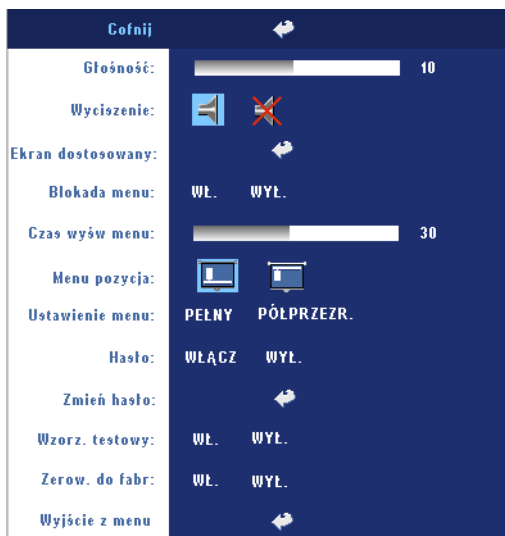 Cofnij
Głośność: 10
Wyciszenie:
Ekran dostosowany:
Blokada menu: WŁ. WYŁ.
Czas wyśw menu: 30
Menu pozycja:
Ustawienie menu: PEŁNY PÓŁPRZEZR.
Hasło: WŁĄCZ WYŁ.
Zmień hasło:
Wzorz. testowy: WŁ. WYŁ.
Zerow. do fabr: WŁ. WYŁ.
Wyjście z menu